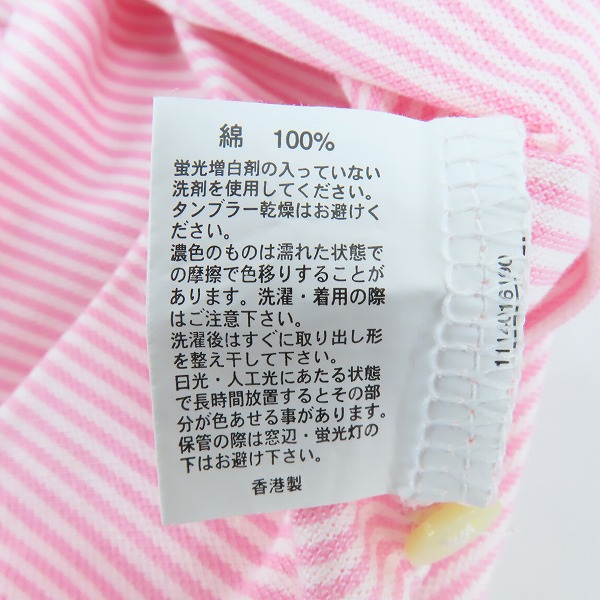 綿 100%
蛍光増白剤の入っていない
洗剤を使用してください。
タンブラー乾燥はお避けく
ださい。
濃色のものは濡れた状態で
の摩擦で色移りすることが
あります。洗濯・着用の際
はご注意下さい。
洗濯後はすぐに取り出し形
を整え干して下さい。
日光・人工光にあたる状態
で長時間放置するとその部
分が色あせる事があります。
保管の際は窓辺・蛍光灯の
下はお避け下さい。
香港製